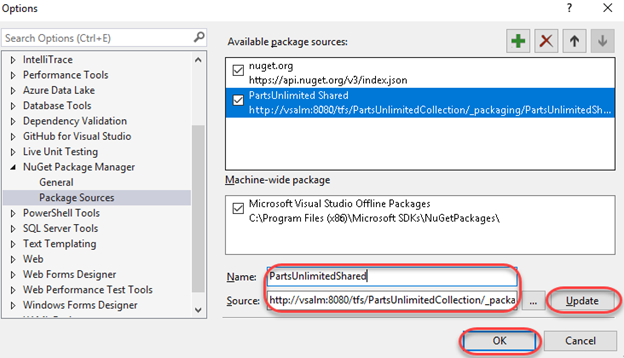 Options
?
Search Options (Ctrl+E)
IntelliTrace
Performance Tools
Azure Data Lake
Database Tools
Dependency Validation
GitHub for Visual Studio
Live Unit Testing
NuGet Package Manager
General
Package Sources
PowerShell Tools
SQL Server Tools
Text Templating
Web
Web Forms Designer
Web Performance Test Tools
Windows Forms Designer
Available package sources:
nuget.org
https://api.nuget.org/v3/index.json
PartsUnlimited Shared
http://vsalm:8080/tfs/PartsUnlimitedCollection/_packaging/PartsUnlimitedSh...
Machine-wide package
Microsoft Visual Studio Offline Packages
C:\Program Files (x86)\Microsoft SDKs\NuGetPackages\
Name: PartsUnlimitedShared
Source: http://vsalm:8080/tfs/PartsUnlimitedCollection/_packa ... Update
OK Cancel